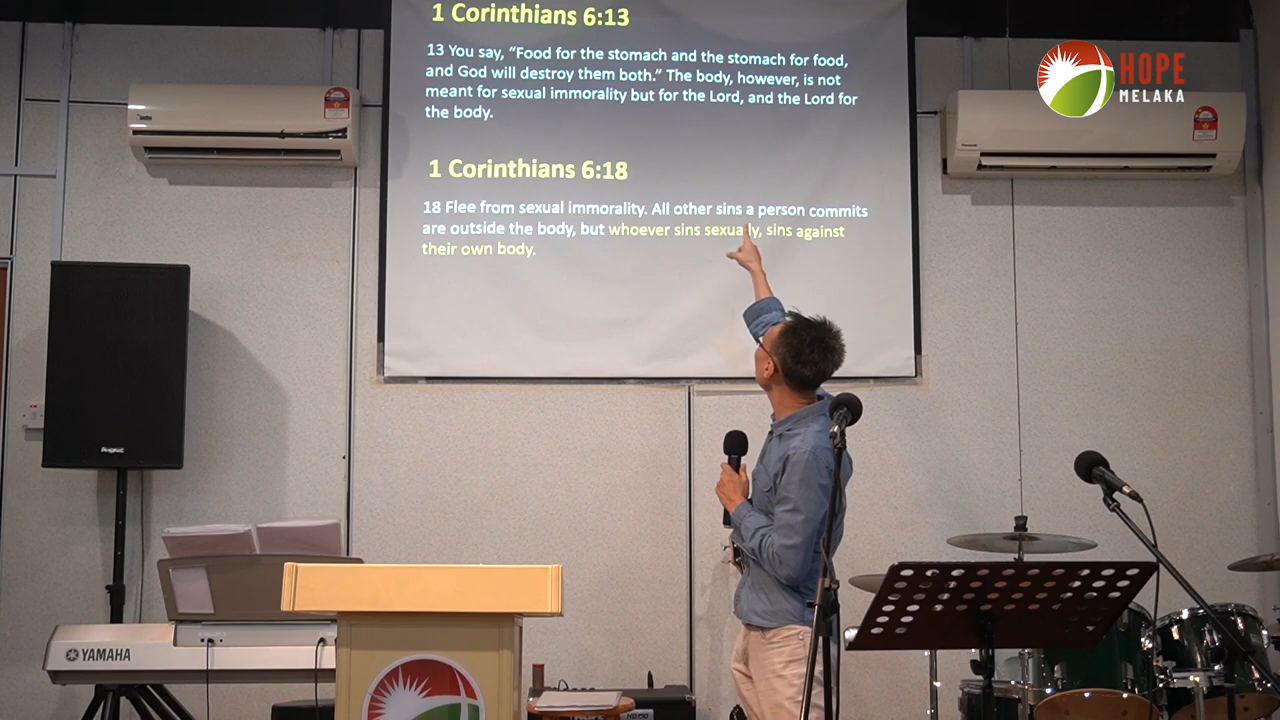 1 Corinthians 6:13
13 You say, “Food for the stomach and the stomach for food,
and God will destroy them both.” The body, however, is not
meant for sexual immorality but for the Lord, and the Lord for
the body.
1 Corinthians 6:18
18 Flee from sexual immorality. All other sins a person commits
are outside the body, but whoever sins sexually, sins against
their own body.
HOPE
MELAKA
YAMAHA